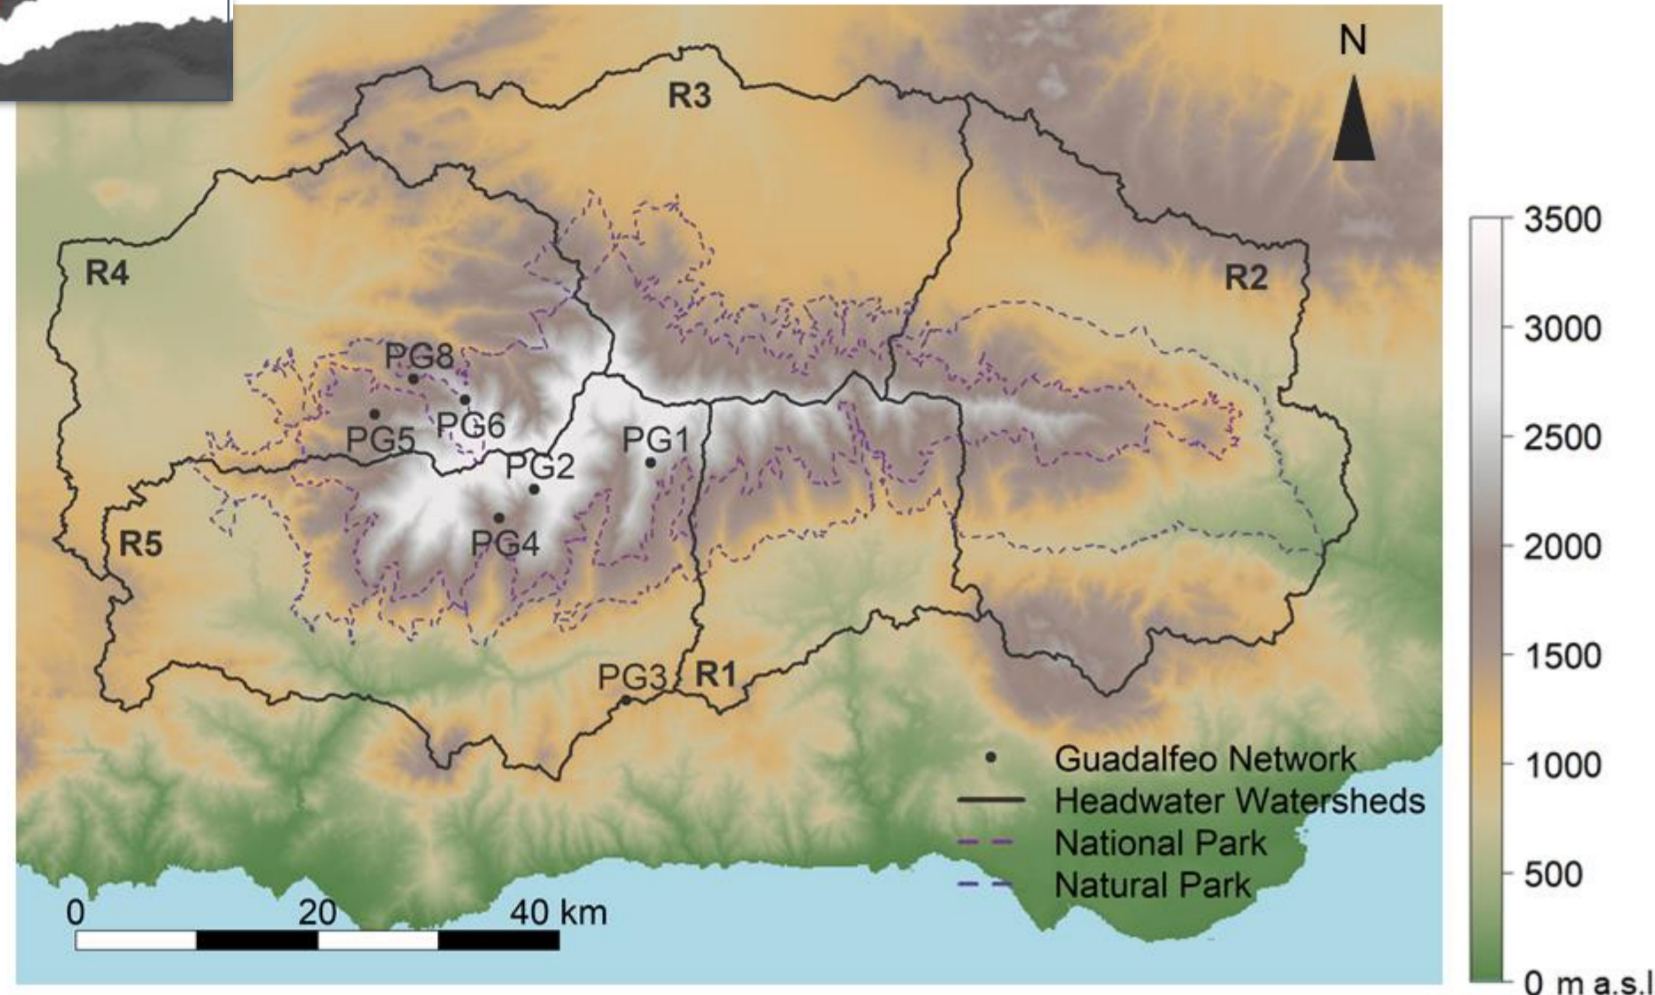 N
R3
R4
R2
3500
3000
2500
2000
1500
1000
500
0 m a.s.l
PG8
PG6
PG5
PG1
PG2
PG4
R5
PG3
R1
Guadalfeo Network
Headwater Watersheds
National Park
Natural Park
0 20 40 km